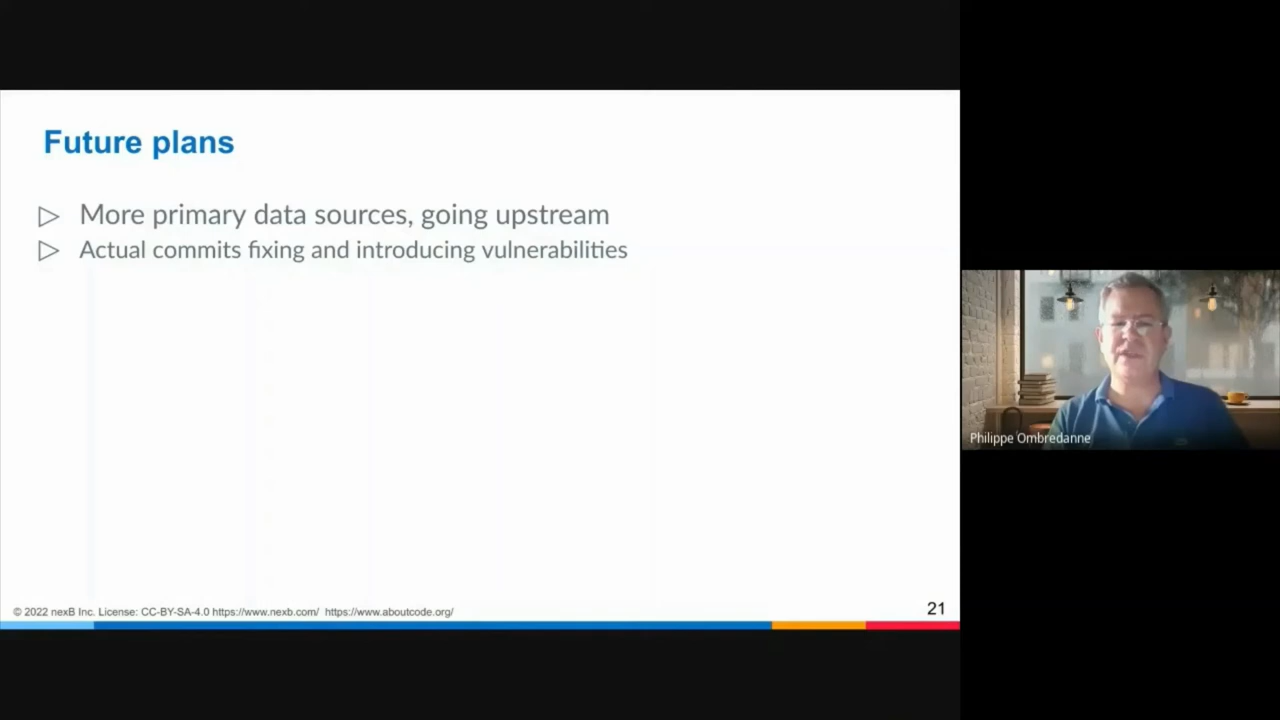 Future plans
More primary data sources, going upstream
Actual commits fixing and introducing vulnerabilities
© 2022 nexB Inc. License: CC-BY-SA-4.0 https://www.nexb.com/ https://www.aboutcode.org/
21
Philippe Ombredanne